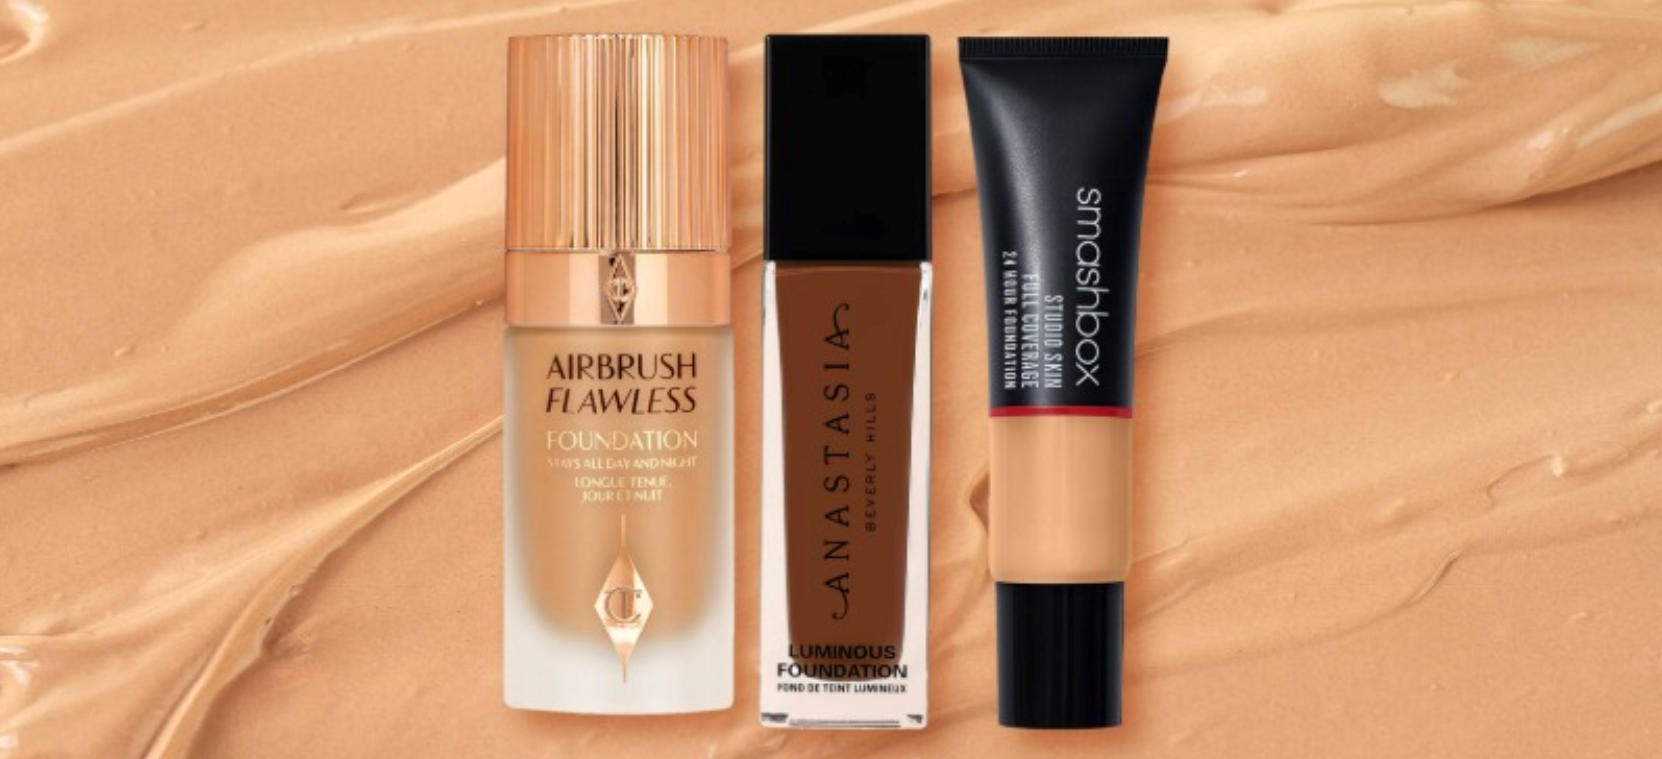 AIRBRUSH
FLAWLESS
FOUNDATION
STAYS ALL DAY AND NIGHT
LONGUE TENUE,
JOUR ET NUIT
ANASTASIA
BEVERLY HILLS
LUMINOUS
FOUNDATION
FOND DE TEINT LUMINEUX
smashbox
STUDIO SKIN
FULL COVERAGE
24 HOUR FOUNDATION